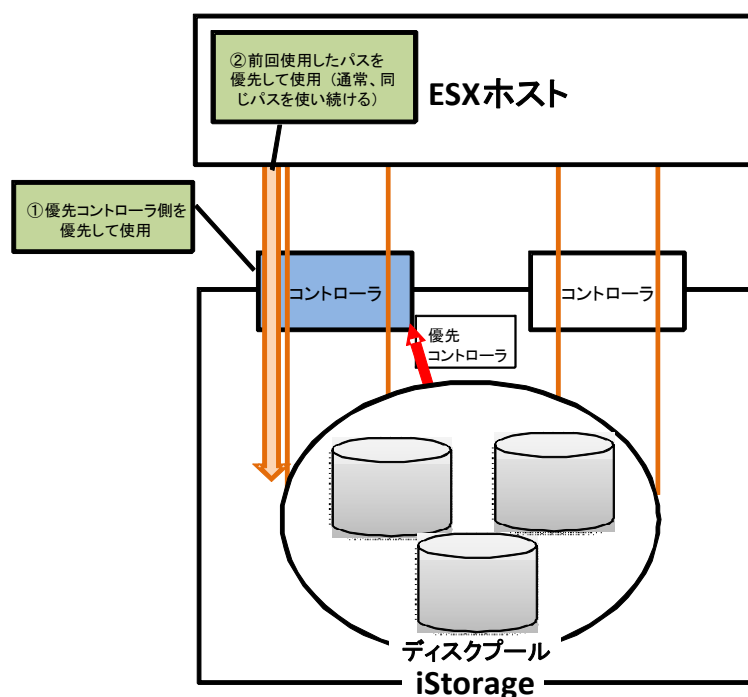 ②前回使用したパスを
優先して使用（通常、同
じパスを使い続ける）
ESXホスト
①優先コントローラ側を
優先して使用
コントローラ
コントローラ
優先
コントローラ
ディスクプール
iStorage